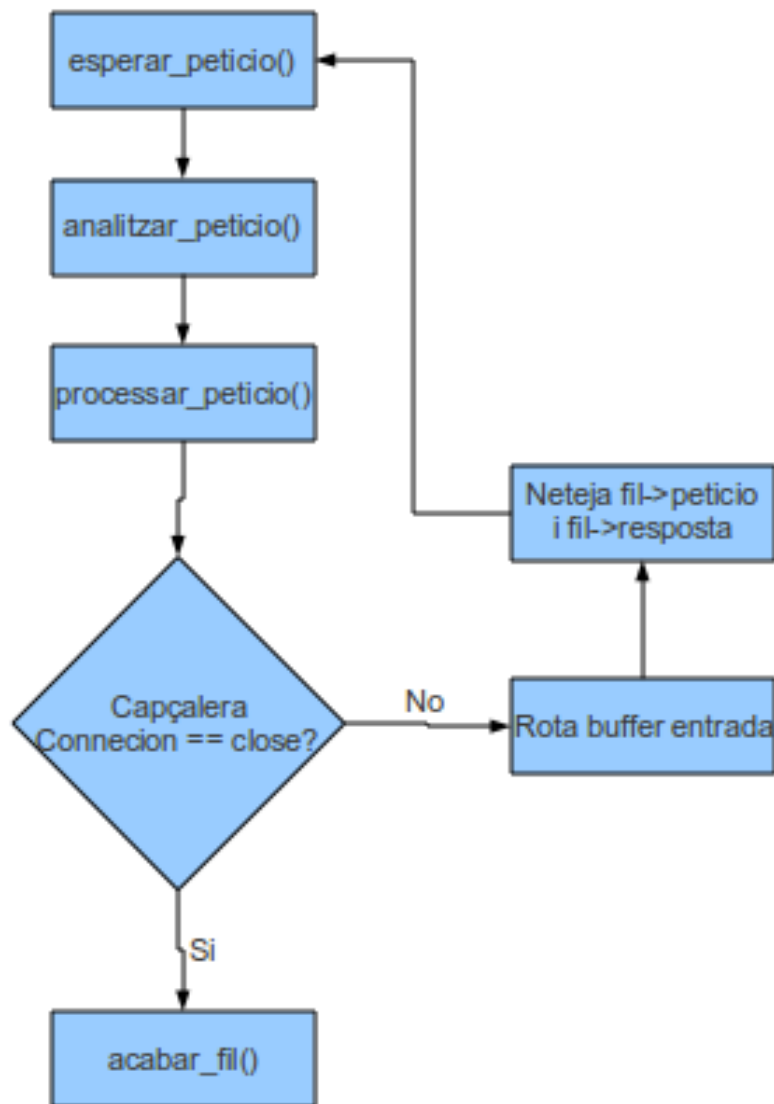 esperar_peticio()
analitzar_peticio()
processar_peticio()
Neteja fil->peticio
i fil->resposta
Capçalera
Connecion == close?
No
Rota buffer entrada
Si
acabar_fil()